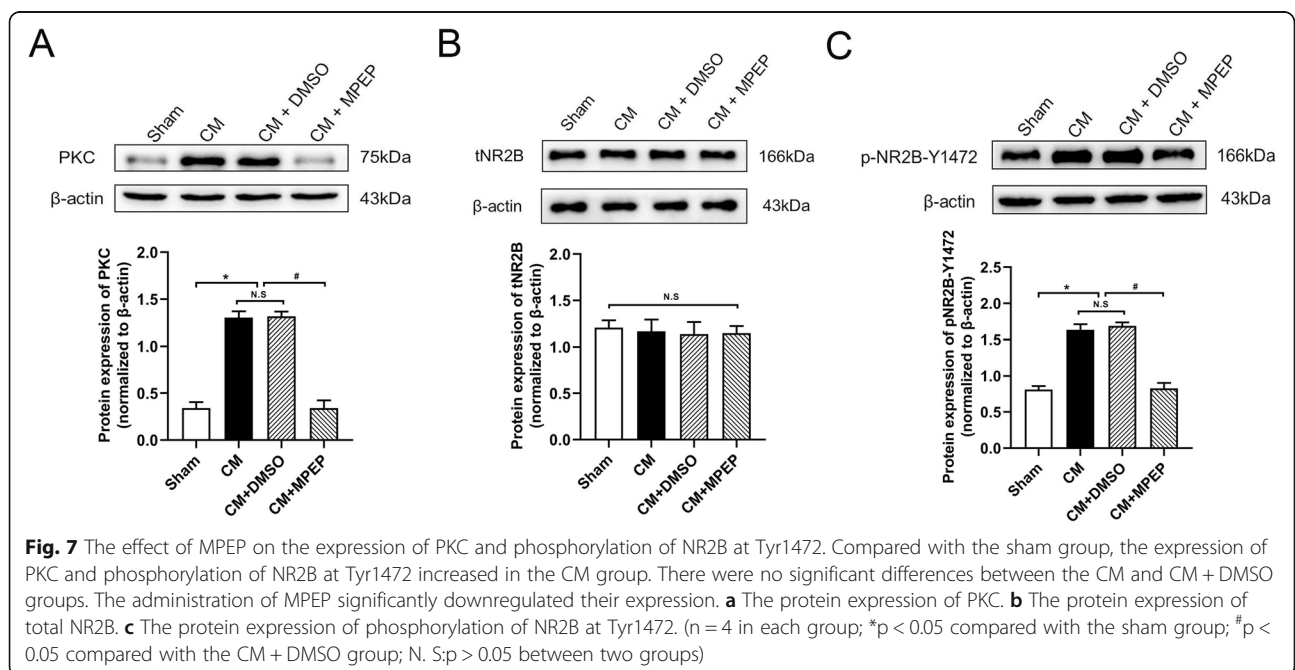 A
B
C
Sham
CM
CM + DMSO
CM + MPEP
PKC
75kDa
β-actin
43kDa
Protein expression of PKC
(normalized to β-actin)
2.0
1.5
1.0
0.5
0.0
*
#
N.S
Sham
CM
CM+DMSO
CM+MPEP
Sham
CM
CM + DMSO
CM + MPEP
tNR2B
166kDa
β-actin
43kDa
Protein expression of tNR2B
(normalized to β-actin)
2.0
1.5
1.0
0.5
0.0
N.S
Sham
CM
CM+DMSO
CM+MPEP
Sham
CM
CM + DMSO
CM + MPEP
p-NR2B-Y1472
166kDa
β-actin
43kDa
Protein expression of pNR2B-Y1472
(normalized to β-actin)
2.5
2.0
1.5
1.0
0.5
0.0
*
#
N.S
Sham
CM
CM+DMSO
CM+MPEP
Fig. 7 The effect of MPEP on the expression of PKC and phosphorylation of NR2B at Tyr1472. Compared with the sham group, the expression of
PKC and phosphorylation of NR2B at Tyr1472 increased in the CM group. There were no significant differences between the CM and CM + DMSO
groups. The administration of MPEP significantly downregulated their expression. a The protein expression of PKC. b The protein expression of
total NR2B. c The protein expression of phosphorylation of NR2B at Tyr1472. (n = 4 in each group; *p < 0.05 compared with the sham group; #p <
0.05 compared with the CM + DMSO group; N. S:p > 0.05 between two groups)